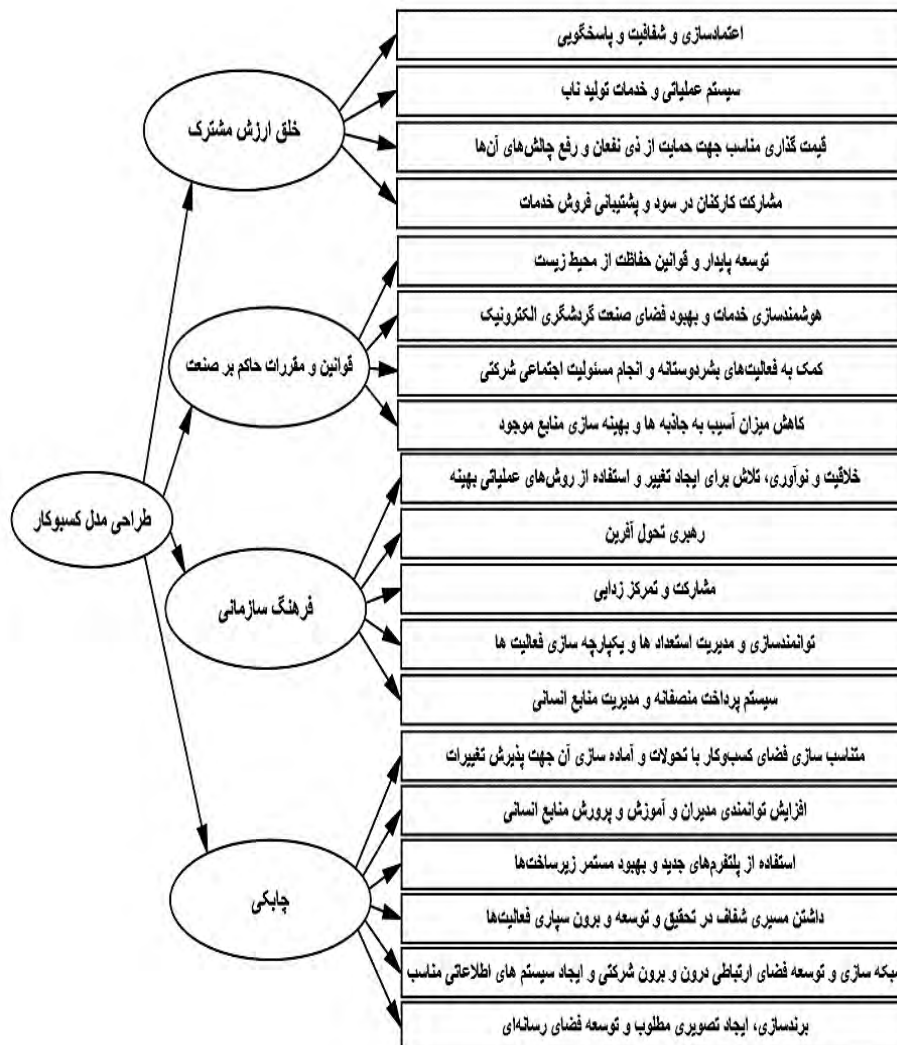 طراحی مدل کسبوکار
خلق ارزش مشترک
اعتمادسازی و شفافیت و پاسخگویی
سیستم عملیاتی و خدمات تولید ناب
قیمت گذاری مناسب جهت حمایت از ذی نفعان و رفع چالش‌های آن‌ها
مشارکت کارکنان در سود و پشتیبانی فروش خدمات
قوانین و مقررات حاکم بر صنعت
توسعه پایدار و قوانین حفاظت از محیط زیست
هوشمندسازی خدمات و بهبود فضای صنعت گردشگری الکترونیک
کمک به فعالیت‌های بشردوستانه و انجام مسئولیت اجتماعی شرکتی
کاهش میزان آسیب به جاذبه ها و بهینه سازی منابع موجود
فرهنگ سازمانی
خلاقیت و نوآوری، تلاش برای ایجاد تغییر و استفاده از روش‌های عملیاتی بهینه
رهبری تحول آفرین
مشارکت و تمرکز زدایی
توانمندسازی و مدیریت استعداد ها و یکپارچه سازی فعالیت ها
سیستم پرداخت منصفانه و مدیریت منابع انسانی
چابکی
متناسب سازی فضای کسب‌وکار با تحولات و آماده سازی آن جهت پذیرش تغییرات
افزایش توانمندی مدیران و آموزش و پرورش منابع انسانی
استفاده از پلتفرم‌های جدید و بهبود مستمر زیرساخت‌ها
داشتن مسیری شفاف در تحقیق و توسعه و برون سپاری فعالیت‌ها
سازی و توسعه فضای ارتباطی درون و برون شرکتی و ایجاد سیستم های اطلاعاتی مناسب
برندسازی، ایجاد تصویری مطلوب و توسعه فضای رسانه‌ای